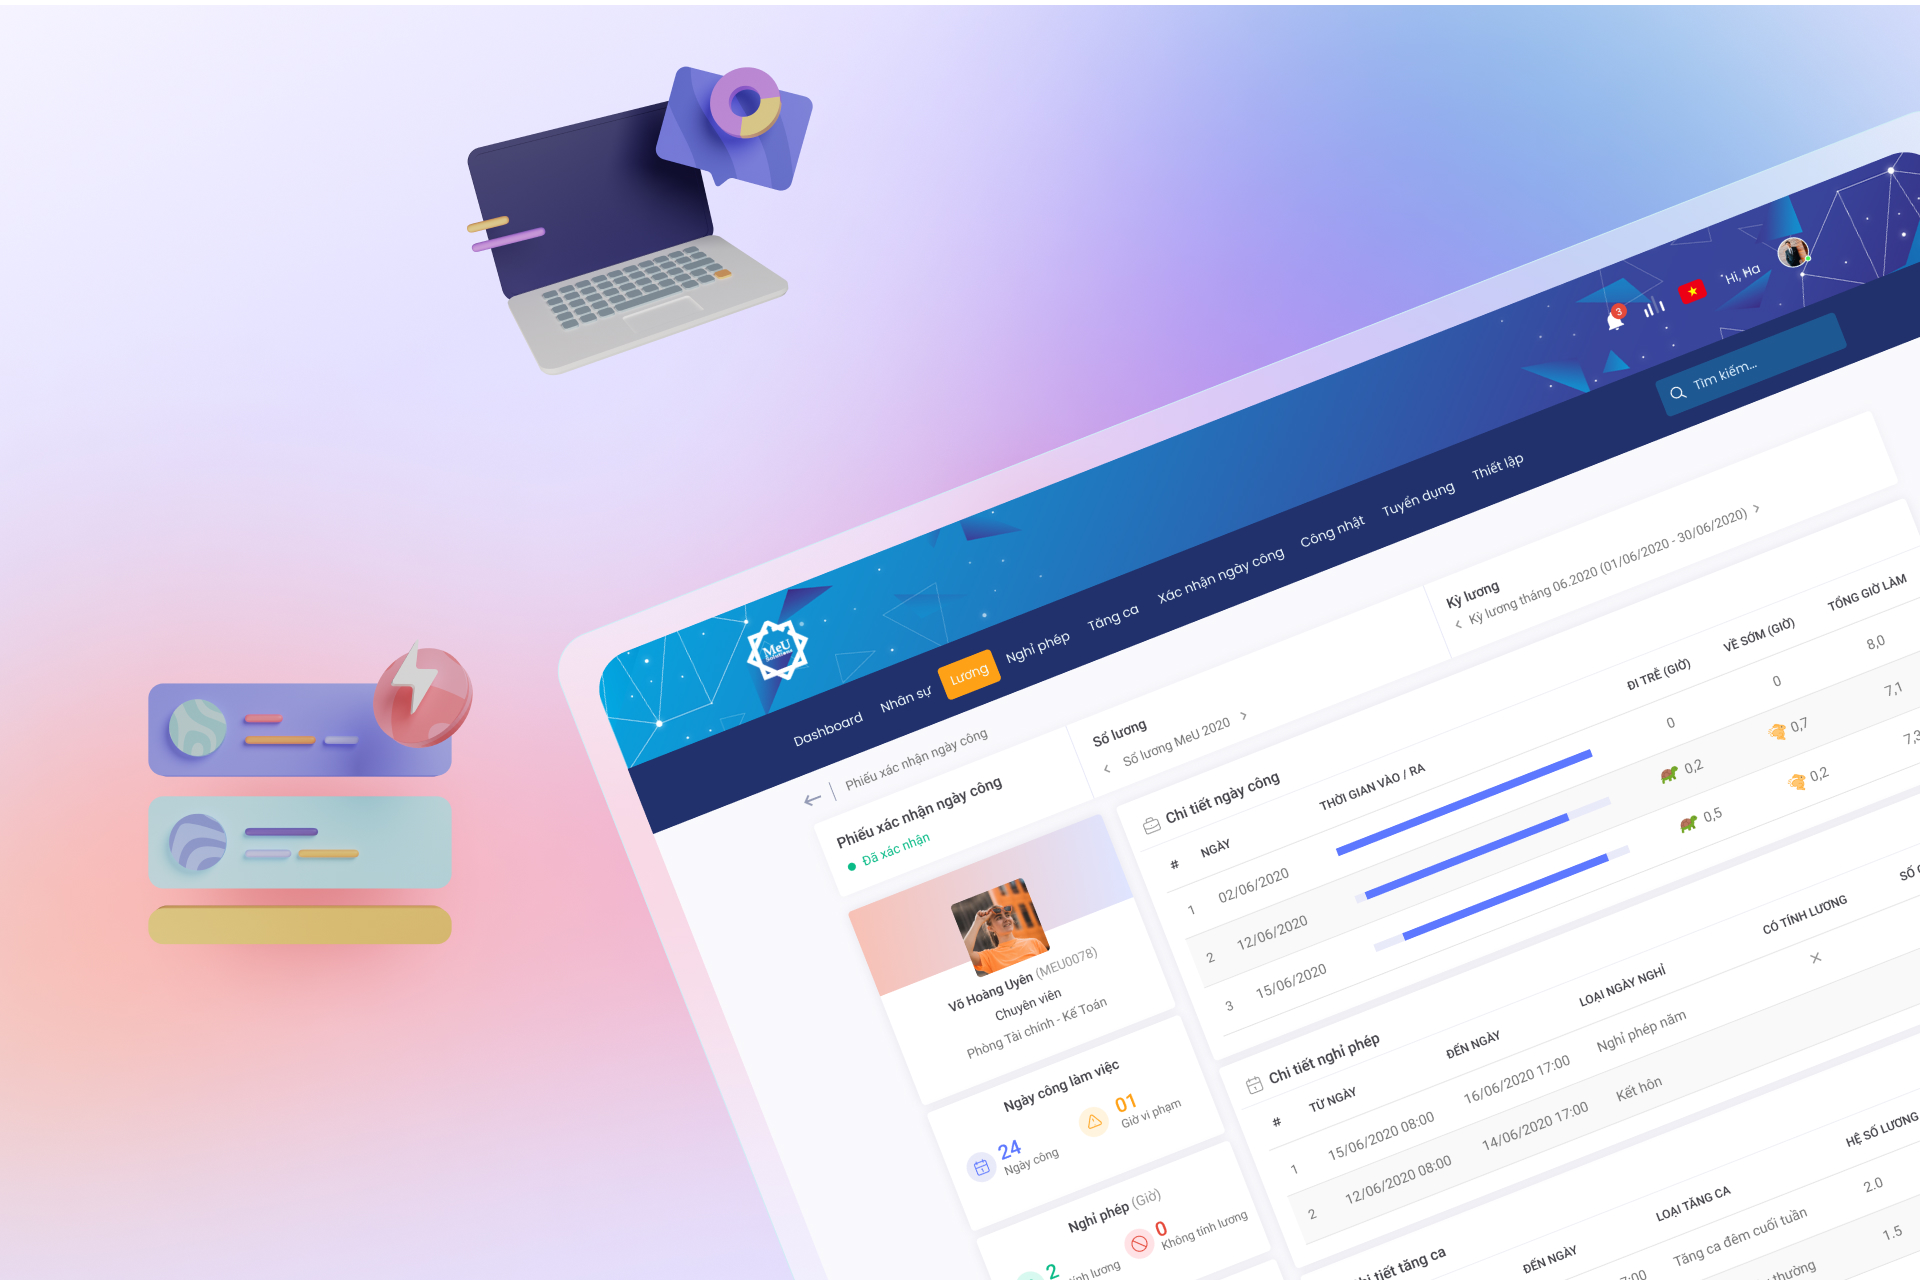 3
Hi, Ha
Tìm kiếm...
MeU
Solutions
Dashboard
Nhân sự
Lương
Nghỉ phép
Tăng ca
Xác nhận ngày công
Công nhật
Tuyển dụng
Thiết lập
Phiếu xác nhận ngày công
Phiếu xác nhận ngày công
Đã xác nhận
Sổ lương
Sổ lương MeU 2020
Kỳ lương
Kỳ lương tháng 06.2020 (01/06/2020 - 30/06/2020)
Võ Hoàng Uyên (MEU0078)
Chuyên viên
Phòng Tài chính - Kế Toán
Ngày công làm việc
24
Ngày công
01
Giờ vi phạm
Nghỉ phép (Giờ)
2
tính lương
0
Không tính lương
Chi tiết ngày công
# NGÀY THỜI GIAN VÀO / RA ĐI TRỄ (GIỜ) VỀ SỚM (GIỜ) TỔNG GIỜ LÀM
1 02/06/2020 0 0 8,0
2 12/06/2020 0,2 0,7 7,1
3 15/06/2020 0,5 0,2 7,3
Chi tiết nghỉ phép
# TỪ NGÀY ĐẾN NGÀY LOẠI NGÀY NGHỈ CÓ TÍNH LƯƠNG SỐ
1 15/06/2020 08:00 16/06/2020 17:00 Nghỉ phép năm
2 12/06/2020 08:00 14/06/2020 17:00 Kết hôn
tiết tăng ca
ĐẾN NGÀY LOẠI TĂNG CA HỆ SỐ LƯƠNG
7:00 Tăng ca đêm cuối tuần 2.0
thường 1.5